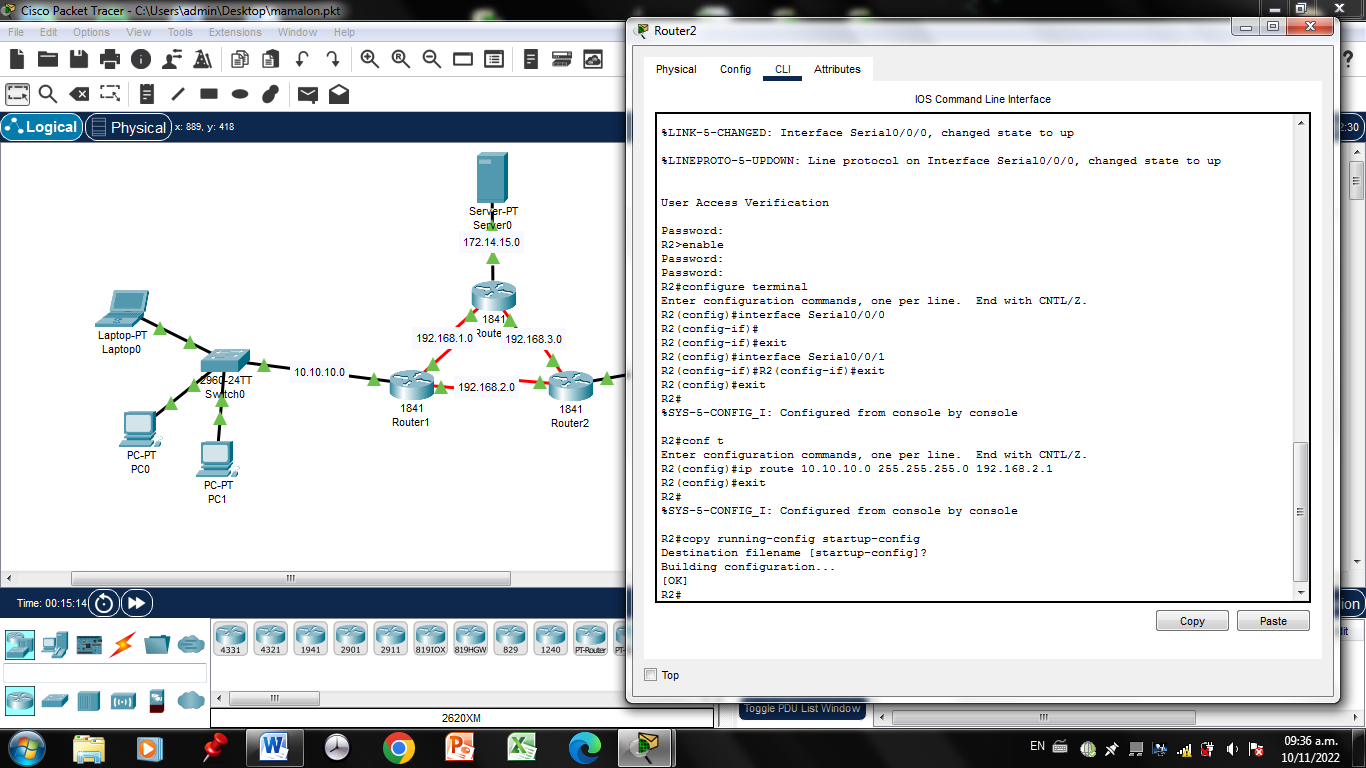 Cisco Packet Tracer - C:\Users\admin\Desktop\mamalon.pkt
File Edit Options View Tools Extensions Window Help
Logical Physical x: 889, y: 418
Server-PT
Server0
172.14.15.0
1841
192.168.1.0 192.168.3.0
Laptop-PT
Laptop0
2960-24TT
Switch0
10.10.10.0
192.168.2.0
1841
Router1
1841
Router2
PC-PT
PC0
PC-PT
PC1
Router2
Physical Config CLI Attributes
IOS Command Line Interface
%LINK-5-CHANGED: Interface Serial0/0/0, changed state to up
%LINEPROTO-5-UPDOWN: Line protocol on Interface Serial0/0/0, changed state to up
User Access Verification
Password:
R2>enable
Password:
Password:
R2#configure terminal
Enter configuration commands, one per line.  End with CNTL/Z.
R2(config)#interface Serial0/0/0
R2(config-if)#
R2(config-if)#exit
R2(config)#interface Serial0/0/1
R2(config-if)#R2(config-if)#exit
R2(config)#exit
R2#
%SYS-5-CONFIG_I: Configured from console by console
R2#conf t
Enter configuration commands, one per line.  End with CNTL/Z.
R2(config)#ip route 10.10.10.0 255.255.255.0 192.168.2.1
R2(config)#exit
R2#
%SYS-5-CONFIG_I: Configured from console by console
R2#copy running-config startup-config
Destination filename [startup-config]?
Building configuration...
[OK]
R2#
Copy Paste
Top
Time: 00:15:14
4331 4321 1941 2901 2911 819IOX 819HGW 829 1240 PT-Router
2620XM
Toggle PDU List Window
EN
09:36 a.m.
10/11/2022